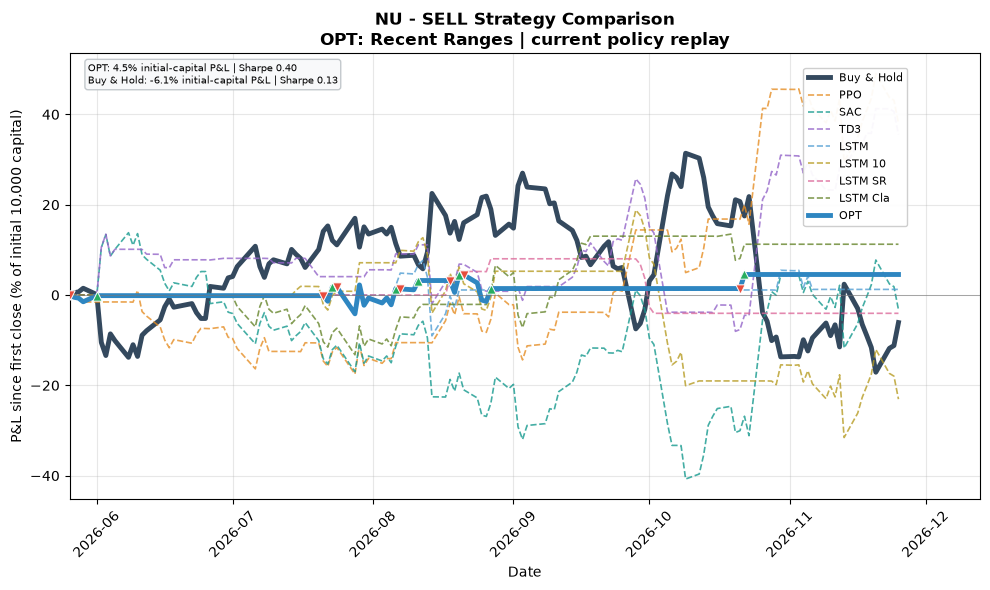 NU - SELL Strategy Comparison
OPT: Recent Ranges | current policy replay
OPT: 4.5% initial-capital P&L | Sharpe 0.40
Buy & Hold: -6.1% initial-capital P&L | Sharpe 0.13
Buy & Hold
PPO
SAC
TD3
LSTM
LSTM 10
LSTM SR
LSTM Cla
OPT
P&L since first close (% of initial 10,000 capital)
40
20
0
−20
−40
2026-06
2026-07
2026-08
2026-09
2026-10
2026-11
2026-12
Date